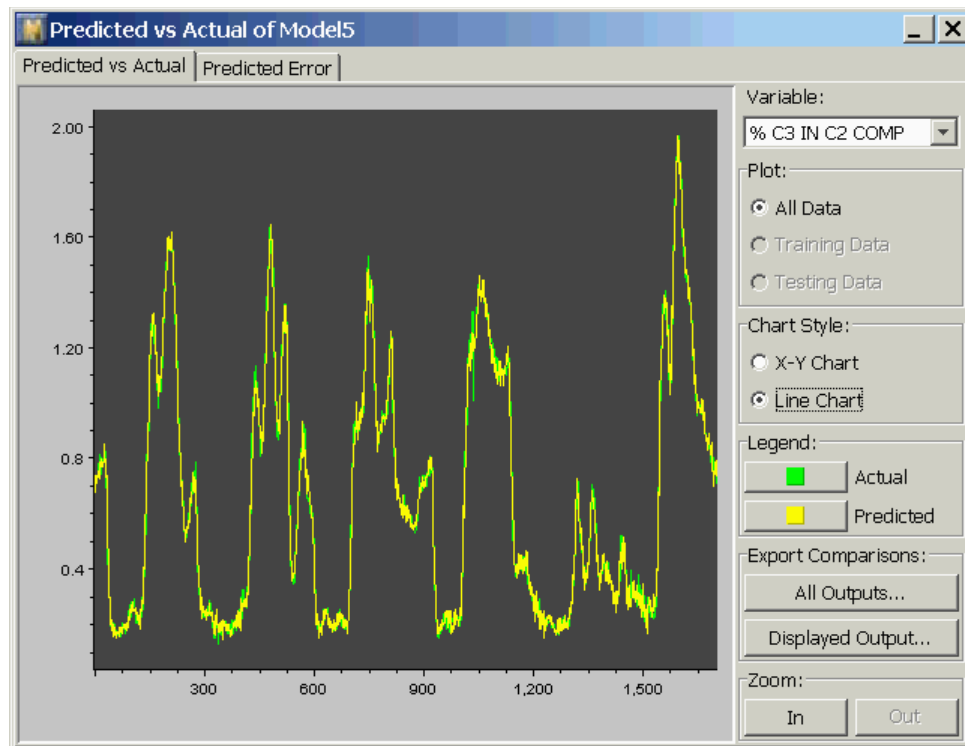 Predicted vs Actual of Model5
Predicted vs Actual
Predicted Error
2.00
1.60
1.20
0.8
0.4
300
600
900
1,200
1,500
Variable:
% C3 IN C2 COMP
Plot:
All Data
Training Data
Testing Data
Chart Style:
X-Y Chart
Line Chart
Legend:
Actual
Predicted
Export Comparisons:
All Outputs...
Displayed Output...
Zoom:
In
Out